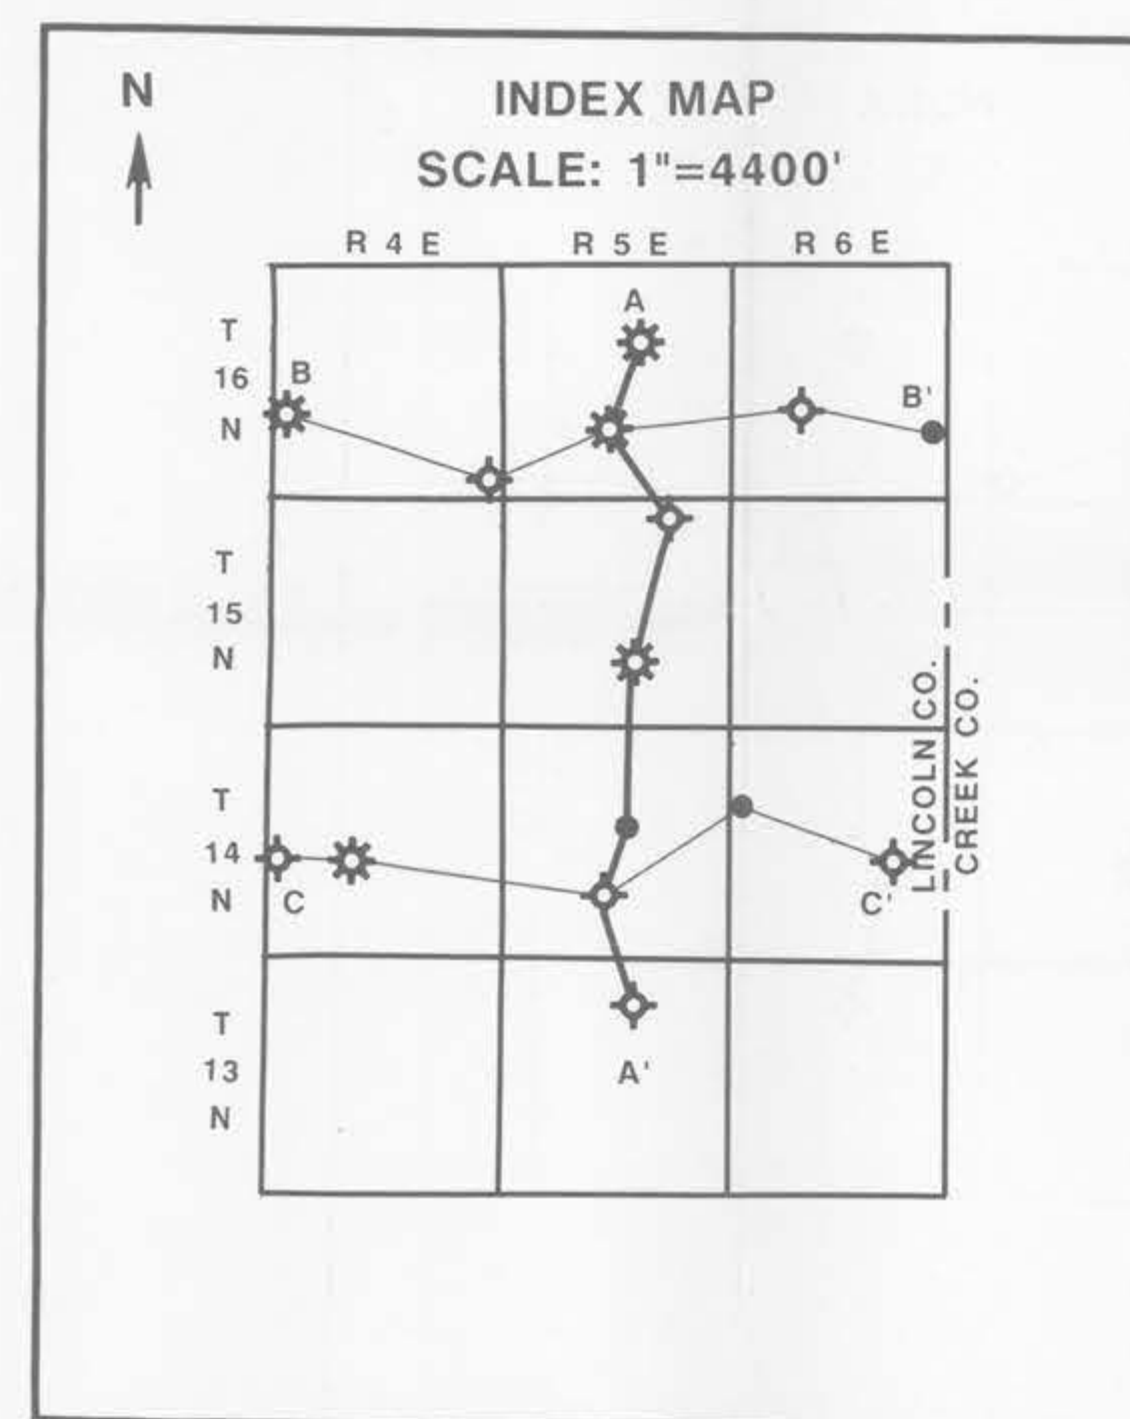 N
INDEX MAP
SCALE: 1"=4400'
R 4 E
R 5 E
R 6 E
A
T
16
N
B
B'
T
15
N
LINCOLN CO.
CREEK CO.
T
14
N
C
C'
T
13
N
A'